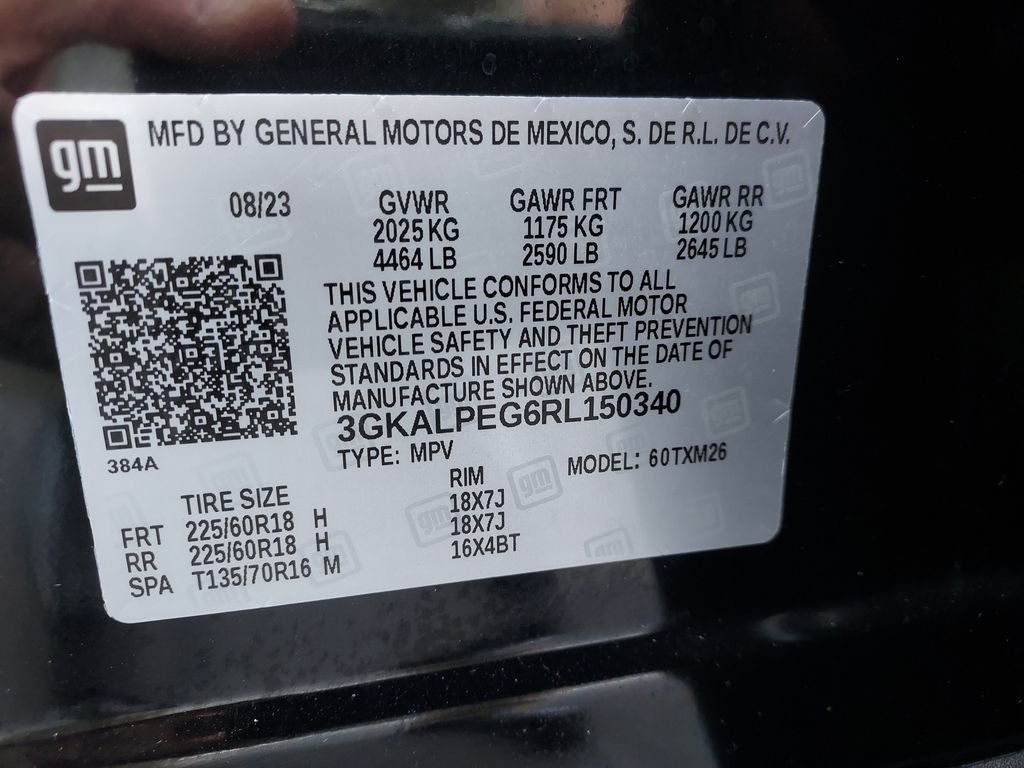 gm
MFD BY GENERAL MOTORS DE MEXICO, S. DE R.L. DE C.V.
08/23 GVWR GAWR FRT GAWR RR
2025 KG 1175 KG 1200 KG
4464 LB 2590 LB 2645 LB
THIS VEHICLE CONFORMS TO ALL
APPLICABLE U.S. FEDERAL MOTOR
VEHICLE SAFETY AND THEFT PREVENTION
STANDARDS IN EFFECT ON THE DATE OF
MANUFACTURE SHOWN ABOVE.
3GKALPEG6RL150340
384A
TYPE: MPV MODEL: 60TXM26
TIRE SIZE RIM
FRT 225/60R18 H 18X7J
RR 225/60R18 H 18X7J
SPA T135/70R16 M 16X4BT